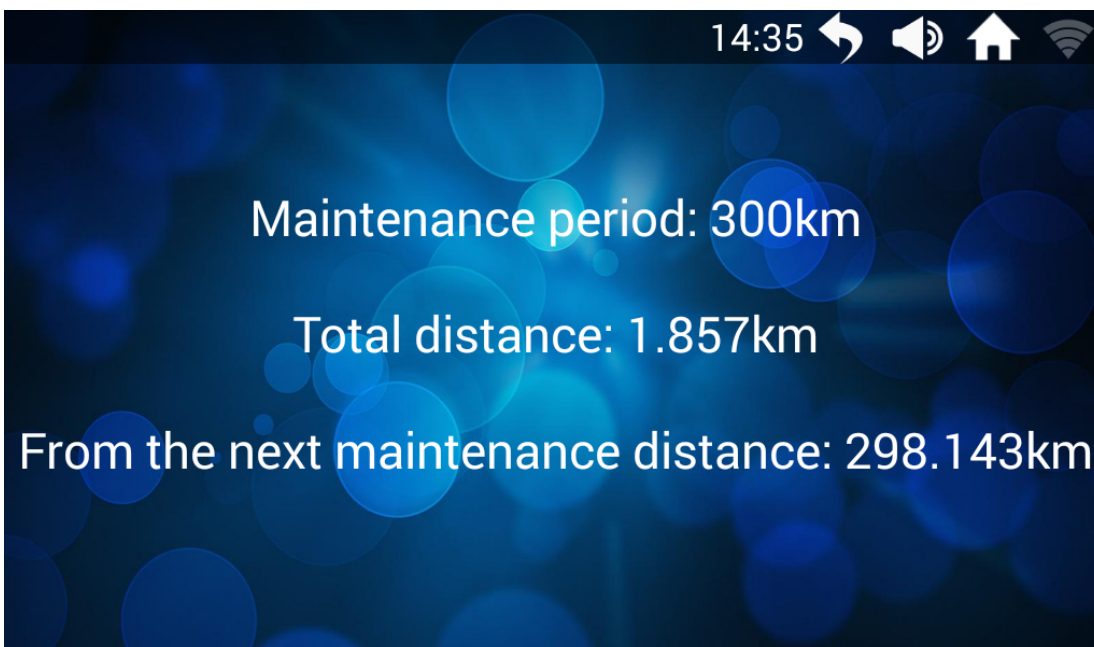 14:35
Maintenance period: 300km
Total distance: 1.857km
From the next maintenance distance: 298.143km